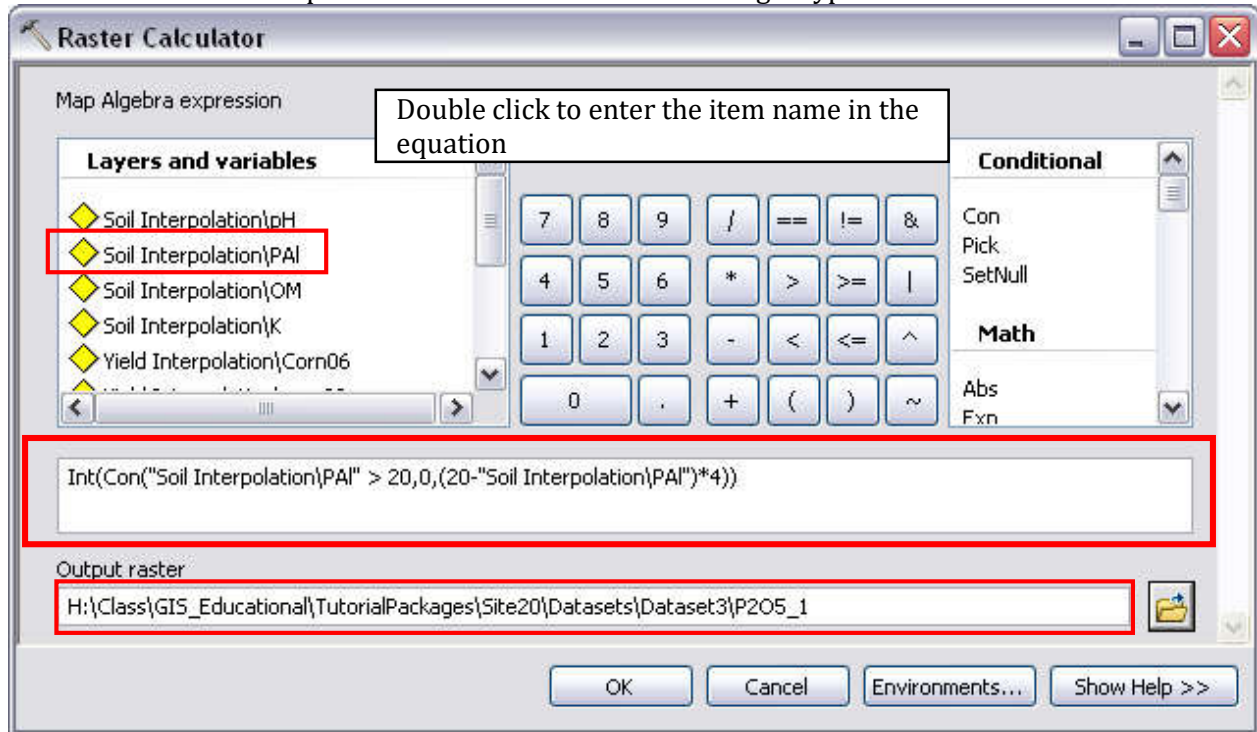 Raster Calculator
Map Algebra expression
Double click to enter the item name in the
equation
Layers and variables
Soil Interpolation\pH
Soil Interpolation\PAl
Soil Interpolation\OM
Soil Interpolation\K
Yield Interpolation\Corn06
7 8 9 / == != &
4 5 6 * > >= |
1 2 3 - < <= ^
0 . + ( ) ~
Conditional
Con
Pick
SetNull
Math
Abs
Exp
Int(Con("Soil Interpolation\PAl" > 20,0,(20-"Soil Interpolation\PAl")*4))
Output raster
H:\Class\GIS_Educational\TutorialPackages\Site20\Datasets\Dataset3\P2O5_1
OK Cancel Environments... Show Help >>